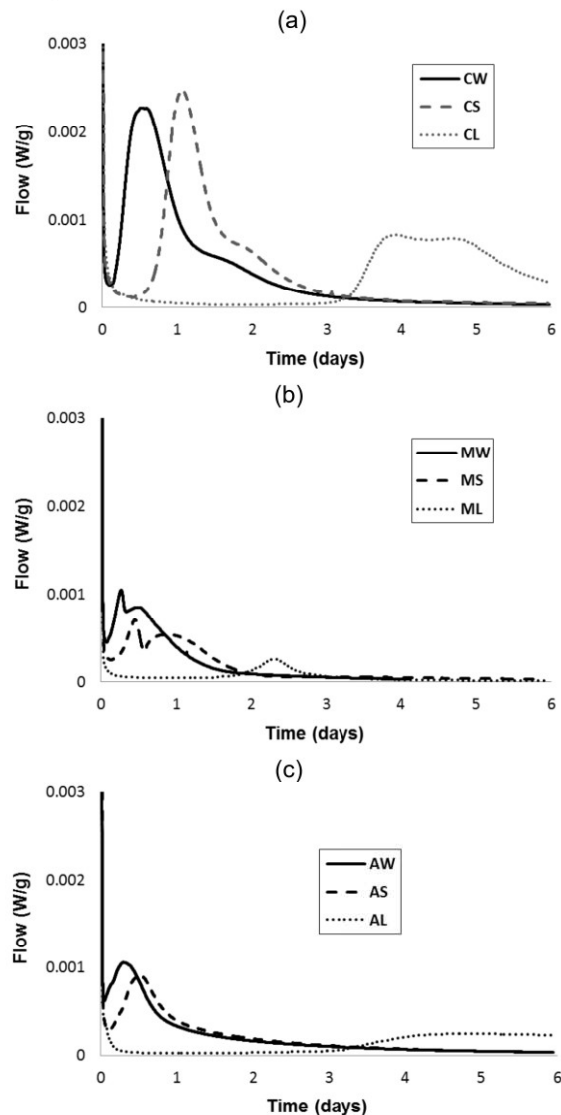 (a)
0.003
0.002
0.001
0
Flow (W/g)
CW
CS
CL
0 1 2 3 4 5 6
Time (days)
(b)
0.003
0.002
0.001
0
Flow (W/g)
MW
MS
ML
0 1 2 3 4 5 6
Time (days)
(c)
0.003
0.002
0.001
0
Flow (W/g)
AW
AS
AL
0 1 2 3 4 5 6
Time (days)